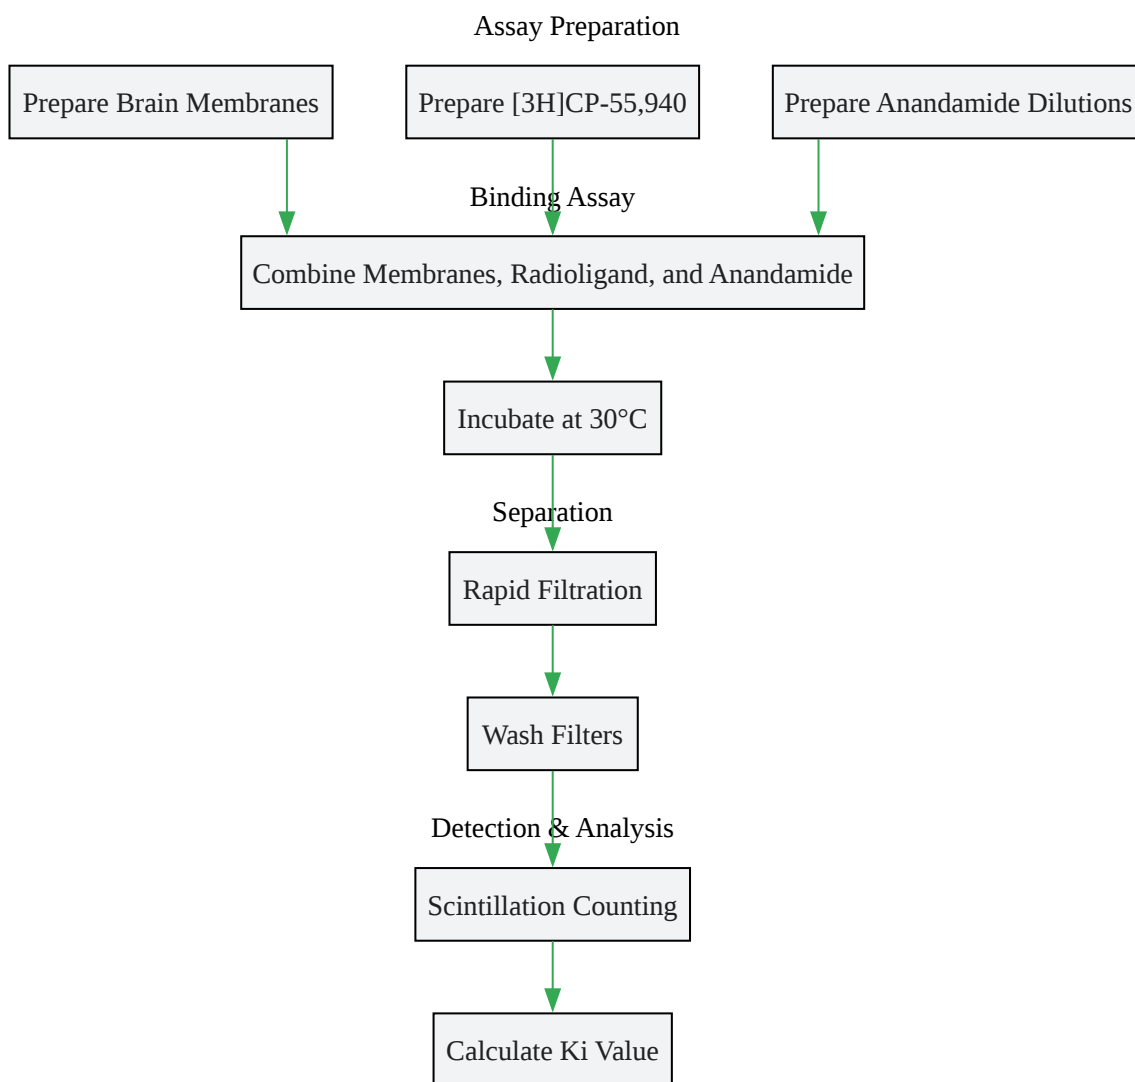 Assay Preparation
Prepare Brain Membranes
Prepare [3H]CP-55,940
Prepare Anandamide Dilutions
Binding Assay
Combine Membranes, Radioligand, and Anandamide
Incubate at 30°C
Separation
Rapid Filtration
Wash Filters
Detection & Analysis
Scintillation Counting
Calculate Ki Value